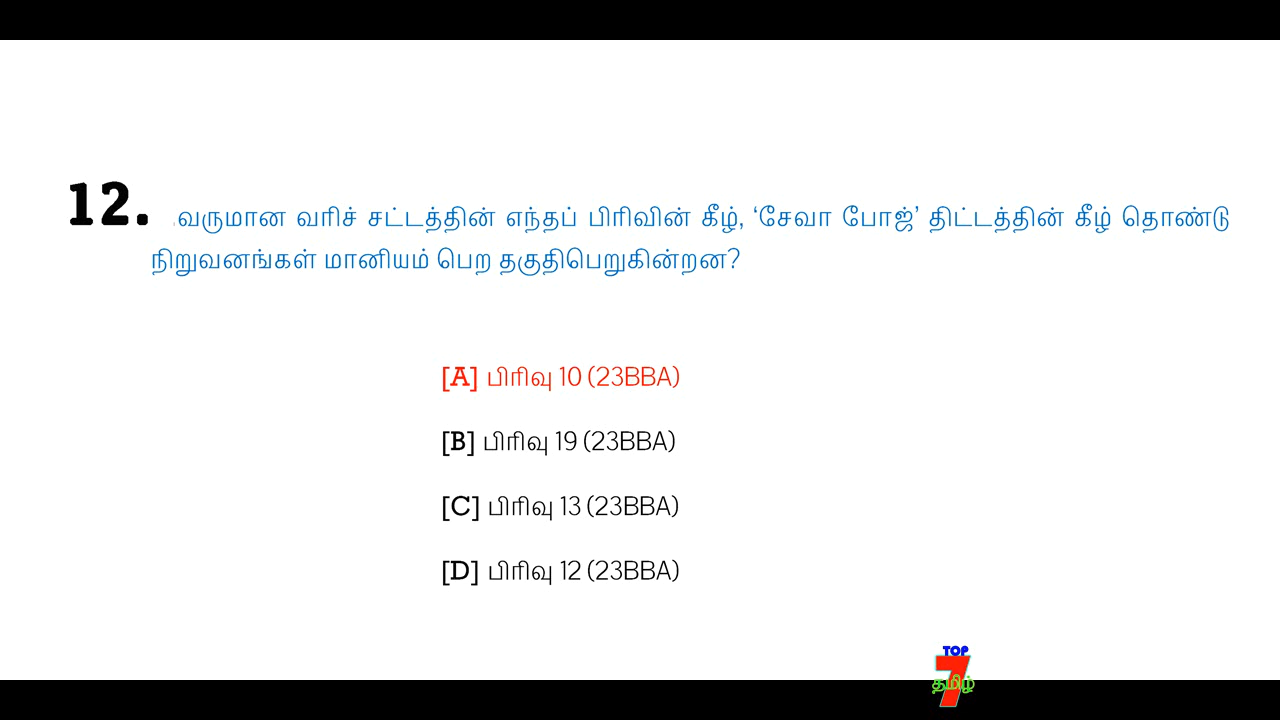 12. வருமான வரிச் சட்டத்தின் எந்தப் பிரிவின் கீழ், ‘சேவா போஜ்’ திட்டத்தின் கீழ் தொண்டு
நிறுவனங்கள் மானியம் பெற தகுதிபெறுகின்றன?
[A] பிரிவு 10 (23BBA)
[B] பிரிவு 19 (23BBA)
[C] பிரிவு 13 (23BBA)
[D] பிரிவு 12 (23BBA)
TOP
7
தமிழ்